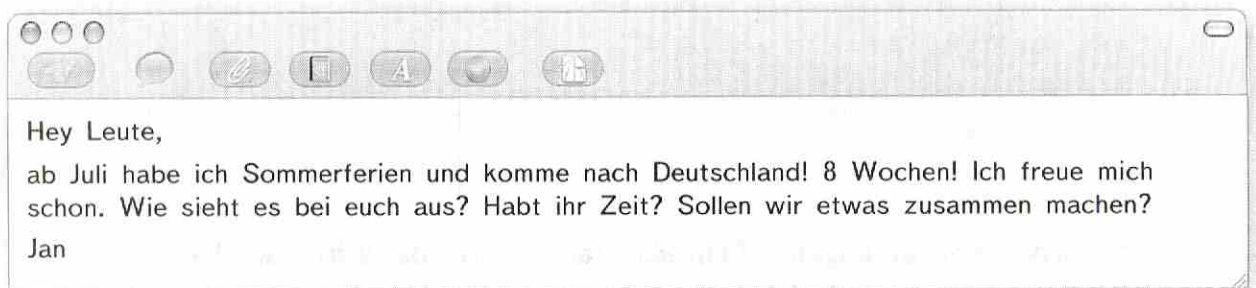 Hey Leute,
ab Juli habe ich Sommerferien und komme nach Deutschland! 8 Wochen! Ich freue mich
schon. Wie sieht es bei euch aus? Habt ihr Zeit? Sollen wir etwas zusammen machen?
Jan